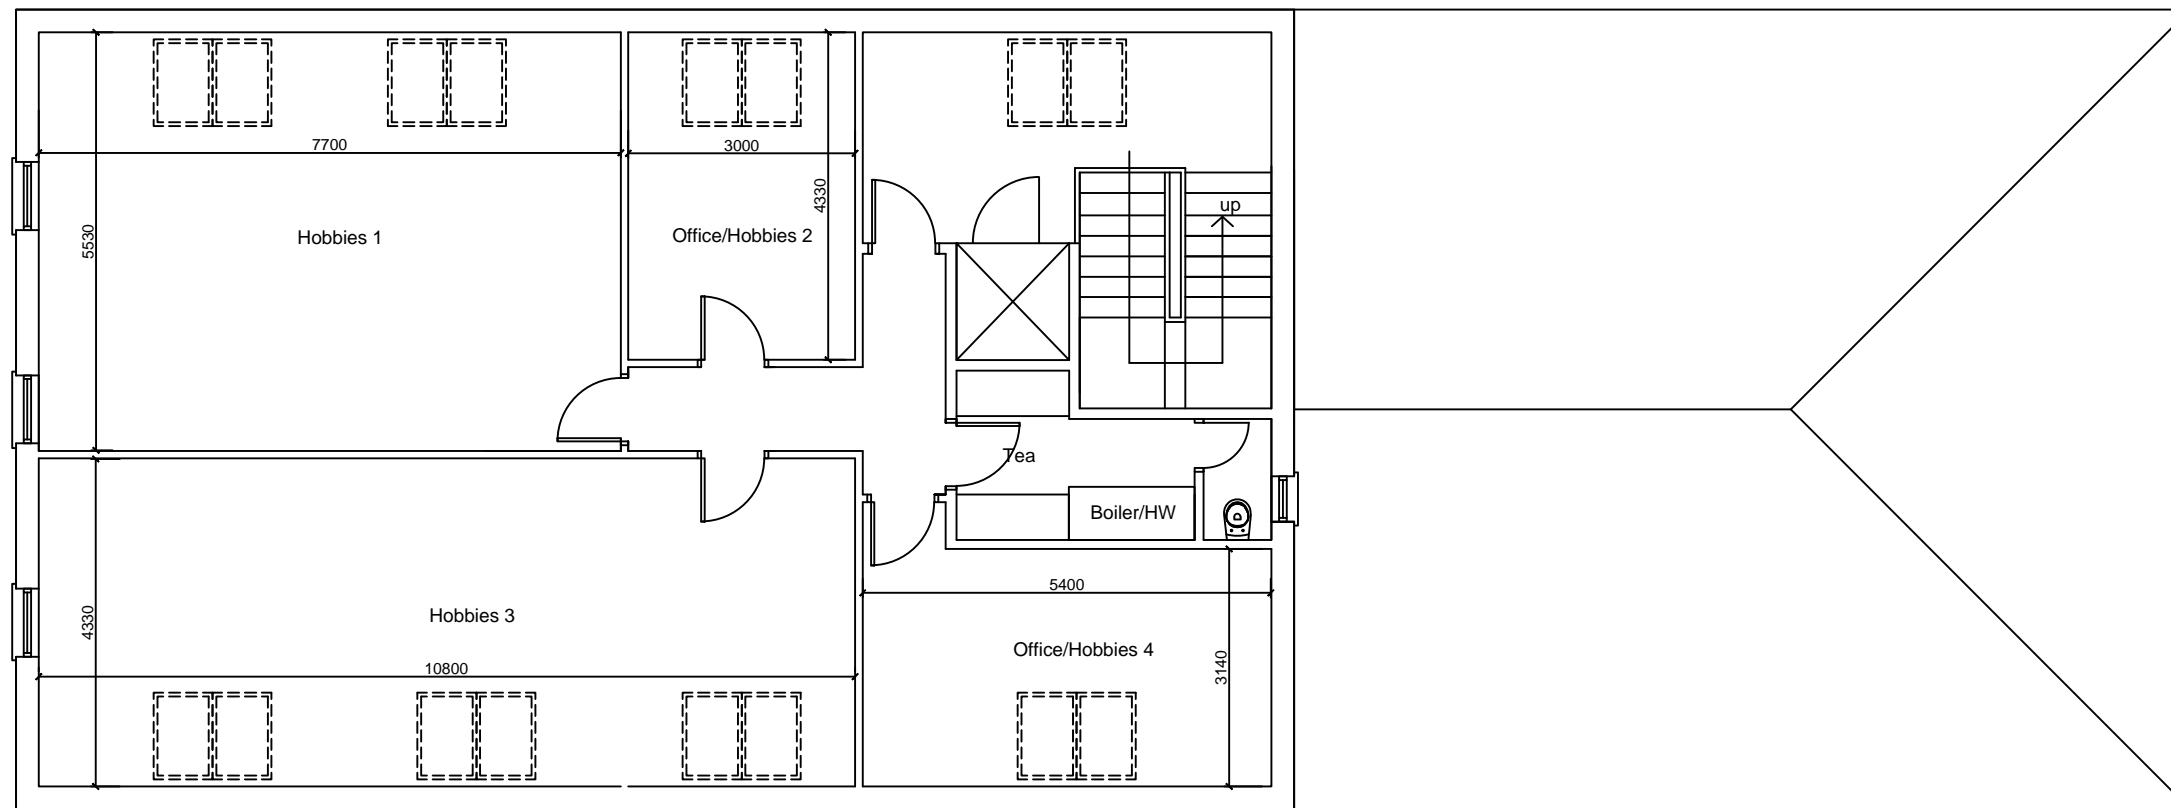 7700
3000
4330
up
5530
Hobbies 1
Office/Hobbies 2
Tea
Boiler/HW
5400
4330
Hobbies 3
Office/Hobbies 4
3140
10800